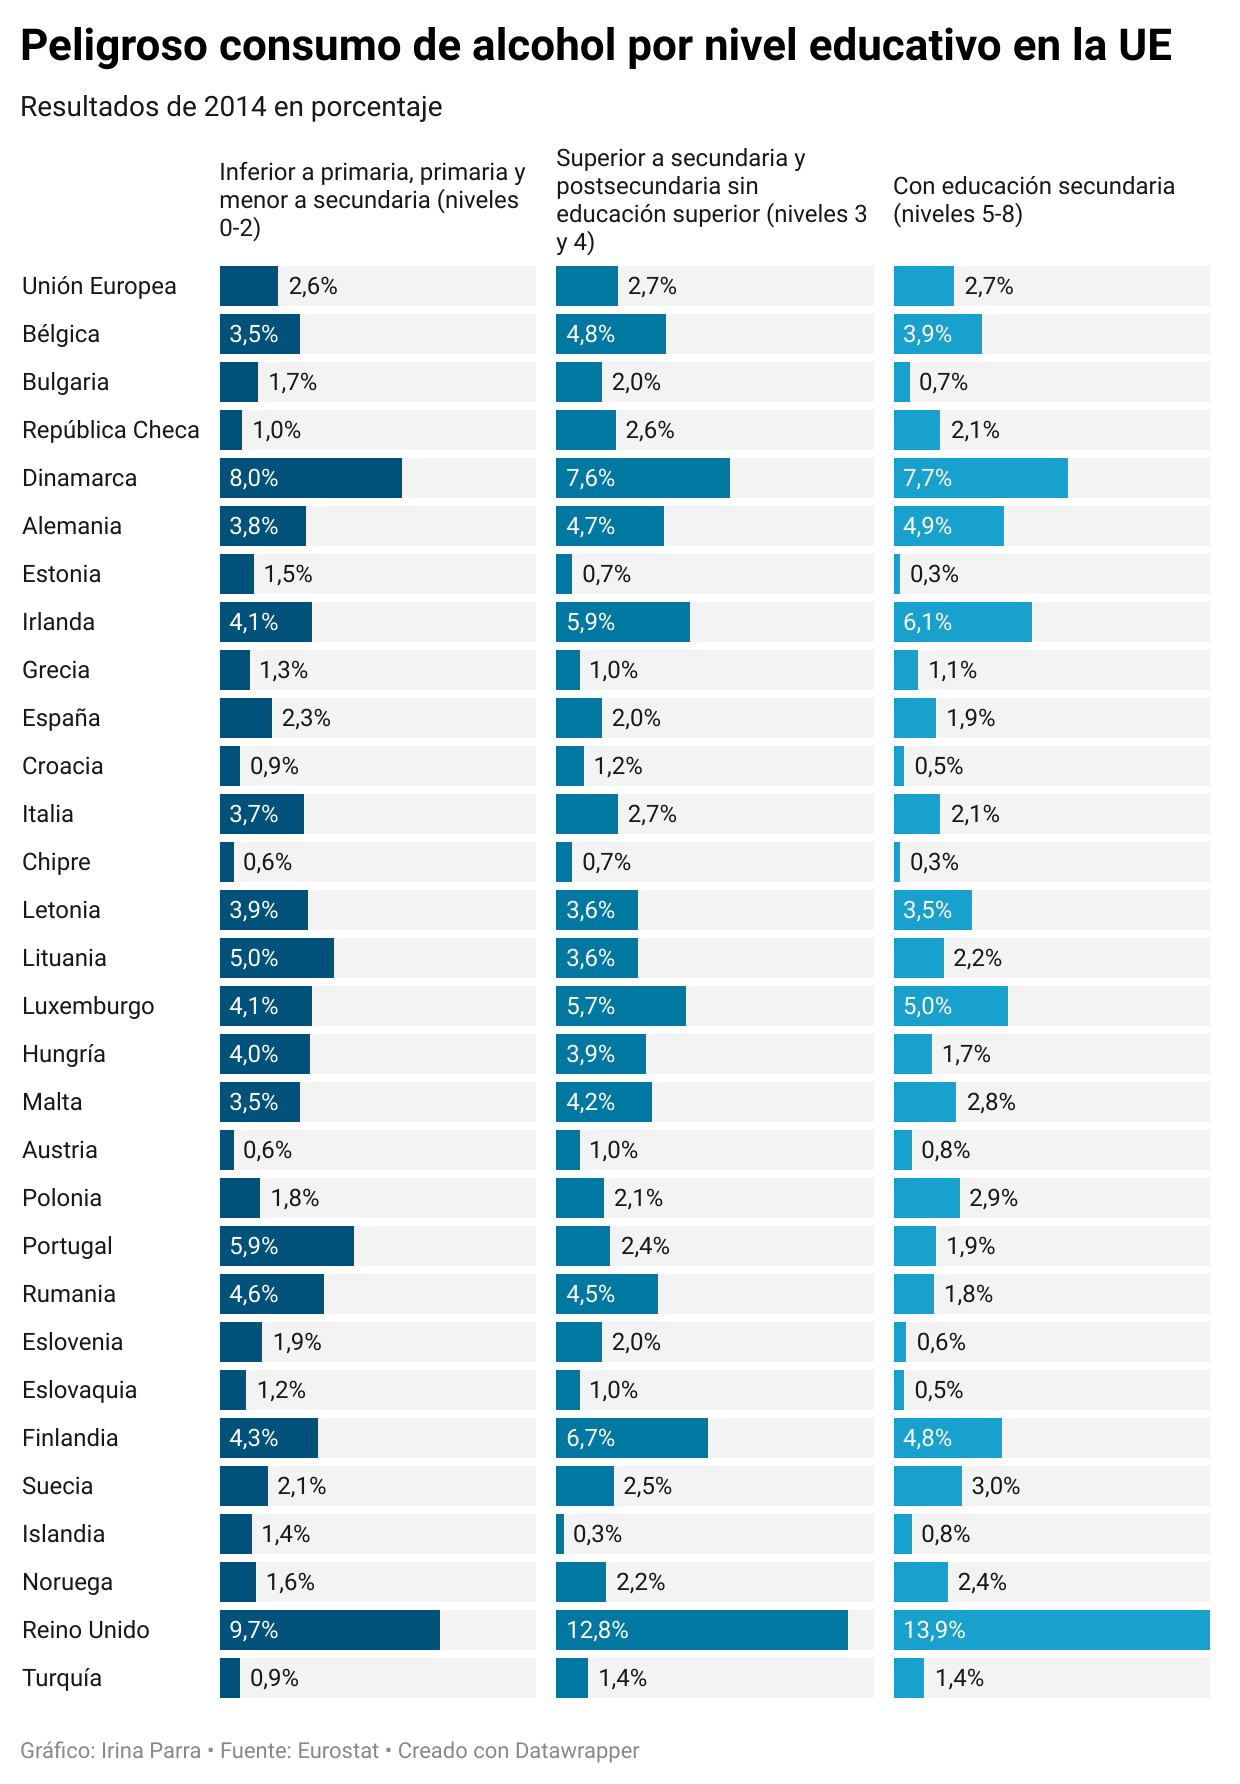 Peligroso consumo de alcohol por nivel educativo en la UE
Resultados de 2014 en porcentaje
Inferior a primaria, primaria y
menor a secundaria (niveles
0-2)
Superior a secundaria y
postsecundaria sin
educación superior (niveles 3
y 4)
Con educación secundaria
(niveles 5-8)
Unión Europea 2,6% 2,7% 2,7%
Bélgica 3,5% 4,8% 3,9%
Bulgaria 1,7% 2,0% 0,7%
República Checa 1,0% 2,6% 2,1%
Dinamarca 8,0% 7,6% 7,7%
Alemania 3,8% 4,7% 4,9%
Estonia 1,5% 0,7% 0,3%
Irlanda 4,1% 5,9% 6,1%
Grecia 1,3% 1,0% 1,1%
España 2,3% 2,0% 1,9%
Croacia 0,9% 1,2% 0,5%
Italia 3,7% 2,7% 2,1%
Chipre 0,6% 0,7% 0,3%
Letonia 3,9% 3,6% 3,5%
Lituania 5,0% 3,6% 2,2%
Luxemburgo 4,1% 5,7% 5,0%
Hungría 4,0% 3,9% 1,7%
Malta 3,5% 4,2% 2,8%
Austria 0,6% 1,0% 0,8%
Polonia 1,8% 2,1% 2,9%
Portugal 5,9% 2,4% 1,9%
Rumania 4,6% 4,5% 1,8%
Eslovenia 1,9% 2,0% 0,6%
Eslovaquia 1,2% 1,0% 0,5%
Finlandia 4,3% 6,7% 4,8%
Suecia 2,1% 2,5% 3,0%
Islandia 1,4% 0,3% 0,8%
Noruega 1,6% 2,2% 2,4%
Reino Unido 9,7% 12,8% 13,9%
Turquía 0,9% 1,4% 1,4%
Gráfico: Irina Parra • Fuente: Eurostat • Creado con Datawrapper